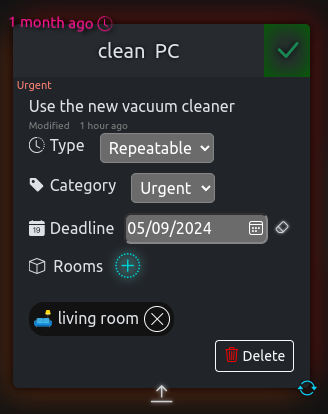 1 month ago
clean PC
Urgent
Use the new vacuum cleaner
Modified 1 hour ago
Type Repeatable
Category Urgent
19 Deadline 05/09/2024
Rooms
living room
Delete